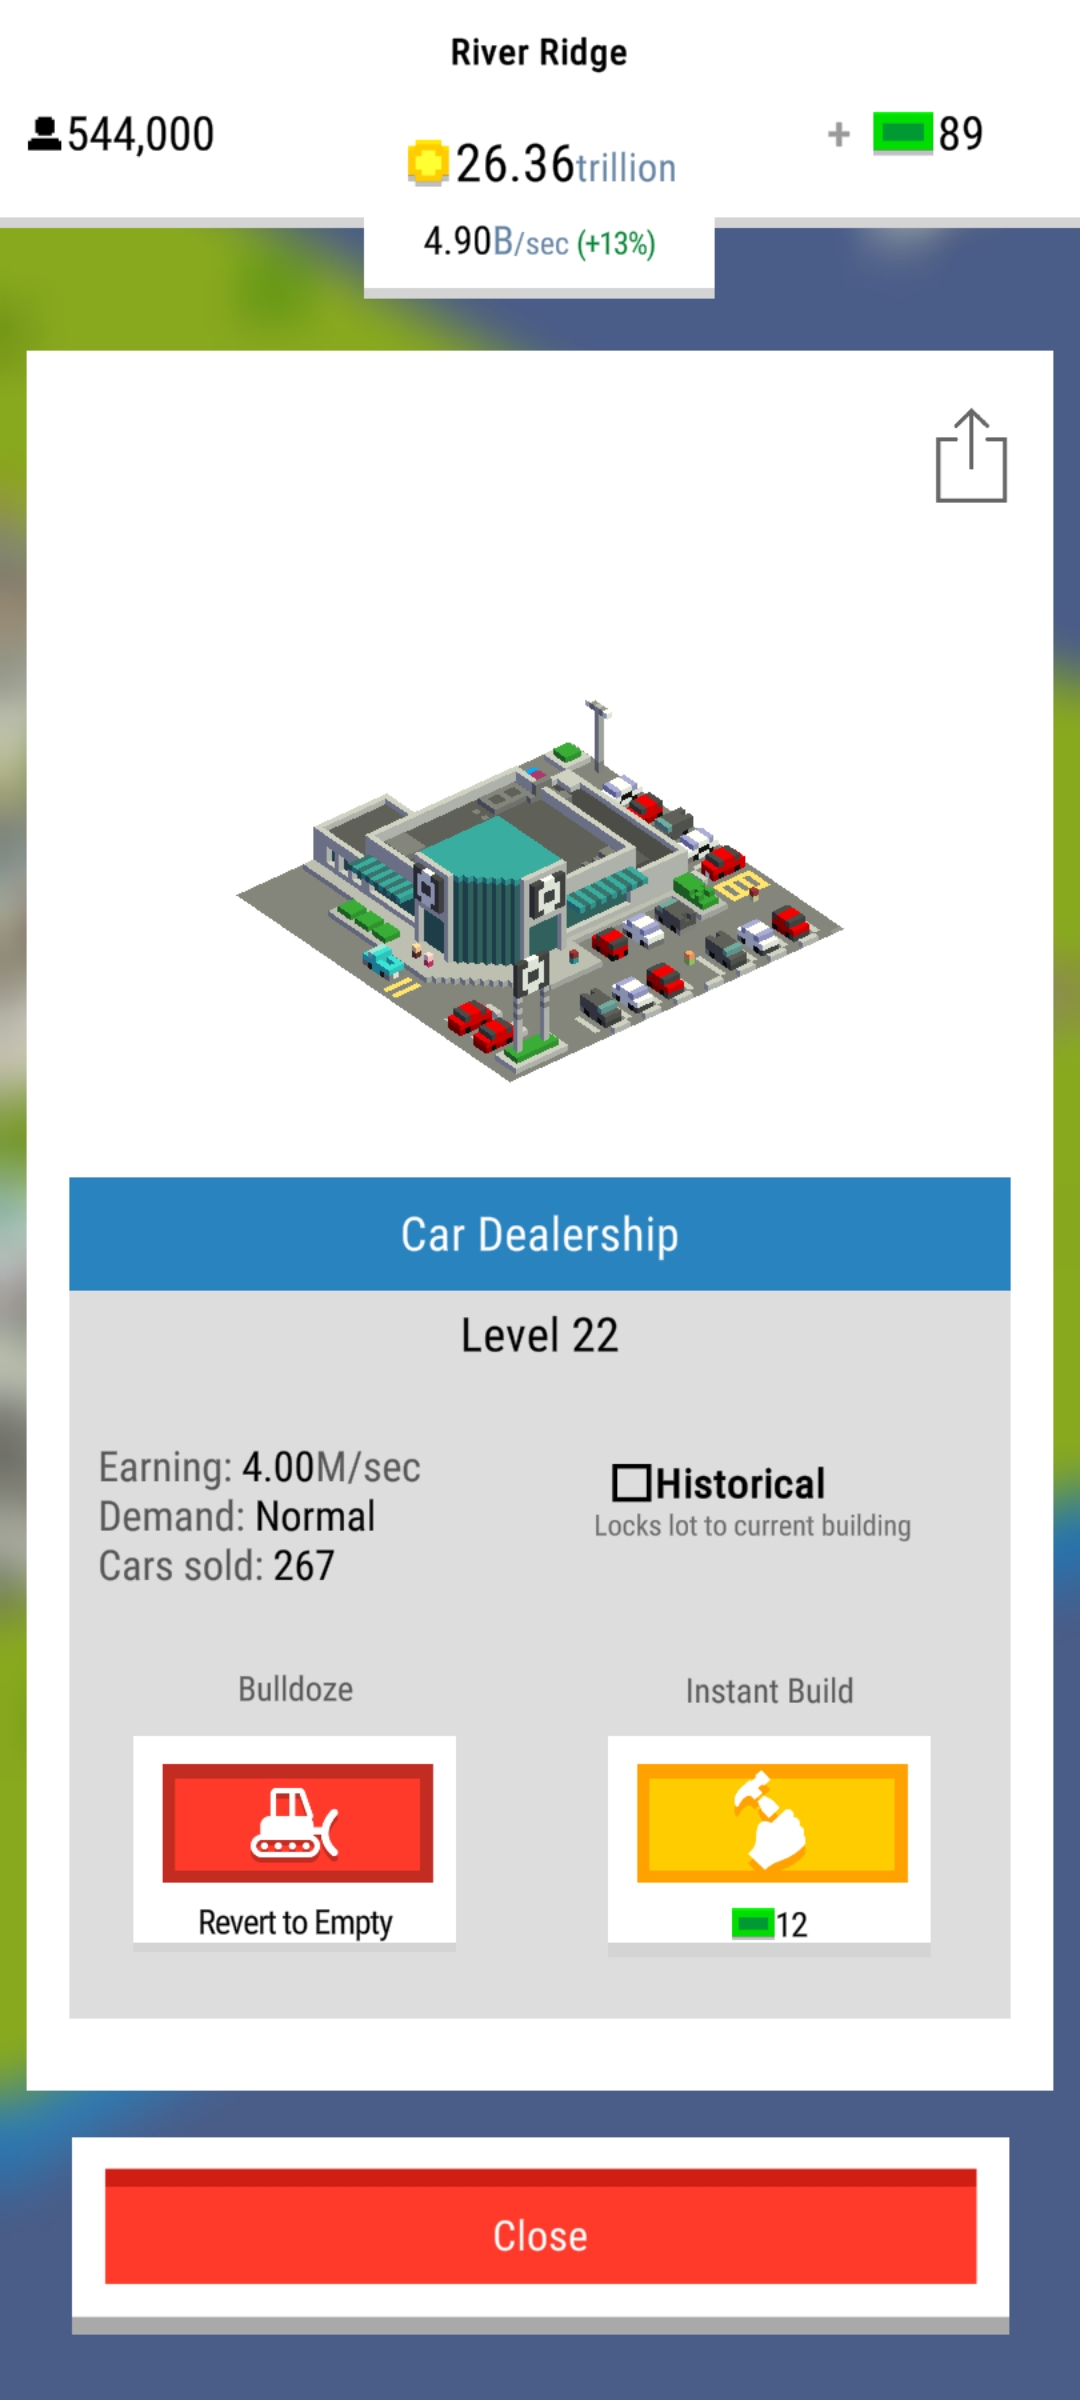 River Ridge
544,000
26.36trillion
+ 89
4.90B/sec (+13%)
Car Dealership
Level 22
Earning: 4.00M/sec
Demand: Normal
Cars sold: 267
Historical
Locks lot to current building
Bulldoze
Instant Build
Revert to Empty
12
Close